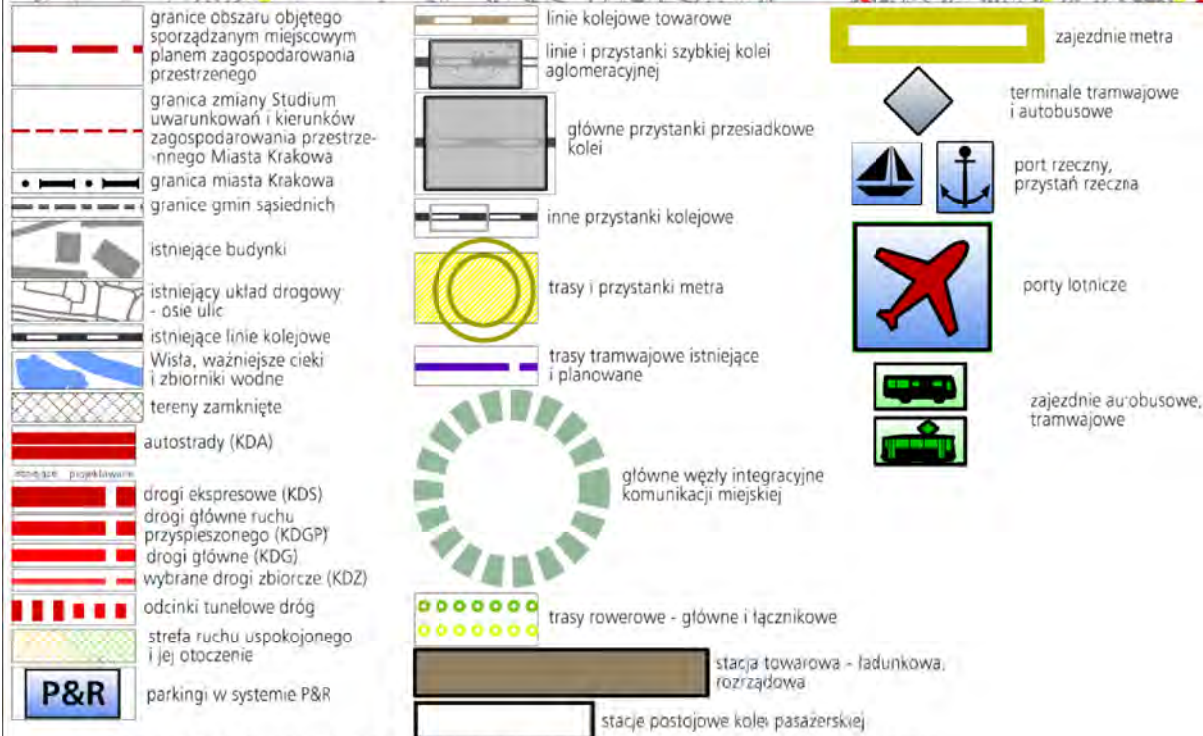 granice obszaru objętego
sporządzanym miejscowym
planem zagospodarowania
przestrzenego
granica zmiany Studium
uwarunkowań i kierunków
zagospodarowania przestrze-
-nnego Miasta Krakowa
granica miasta Krakowa
granice gmin sąsiednich
istniejące budynki
istniejący układ drogowy
- osie ulic
istniejące linie kolejowe
Wisła, ważniejsze cieki
i zbiorniki wodne
tereny zamknięte
autostrady (KDA)
istniejące projektowane
drogi ekspresowe (KDS)
drogi główne ruchu
przyspieszonego (KDGP)
drogi główne (KDG)
wybrane drogi zbiorcze (KDZ)
odcinki tunelowe dróg
strefa ruchu uspokojonego
i jej otoczenie
P&R
parkingi w systemie P&R
linie kolejowe towarowe
linie i przystanki szybkiej kolei
aglomeracyjnej
główne przystanki przesiadkowe
kolei
inne przystanki kolejowe
trasy i przystanki metra
trasy tramwajowe istniejące
i planowane
główne węzły integracyjne
komunikacji miejskiej
trasy rowerowe - główne i łącznikowe
stacja towarowa - ładunkowa,
rozrządowa
stacje postojowe kolei pasażerskiej
zajezdnie metra
terminale tramwajowe
i autobusowe
port rzeczny,
przystań rzeczna
porty lotnicze
zajezdnie autobusowe,
tramwajowe